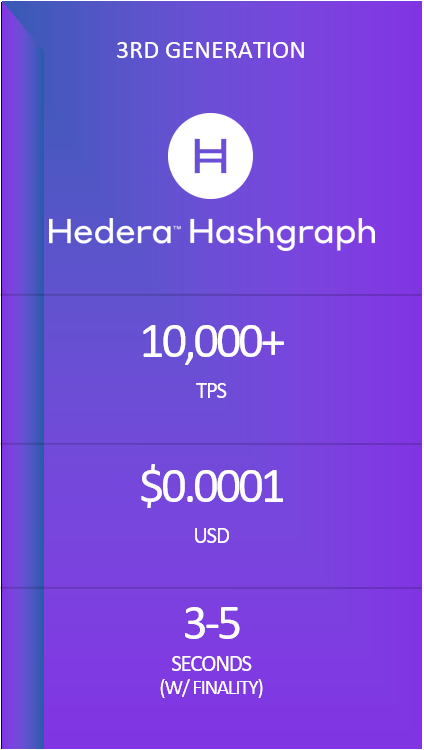 3RD GENERATION
H
Hedera™ Hashgraph
10,000+
TPS
$0.0001
USD
3-5
SECONDS
(W/ FINALITY)